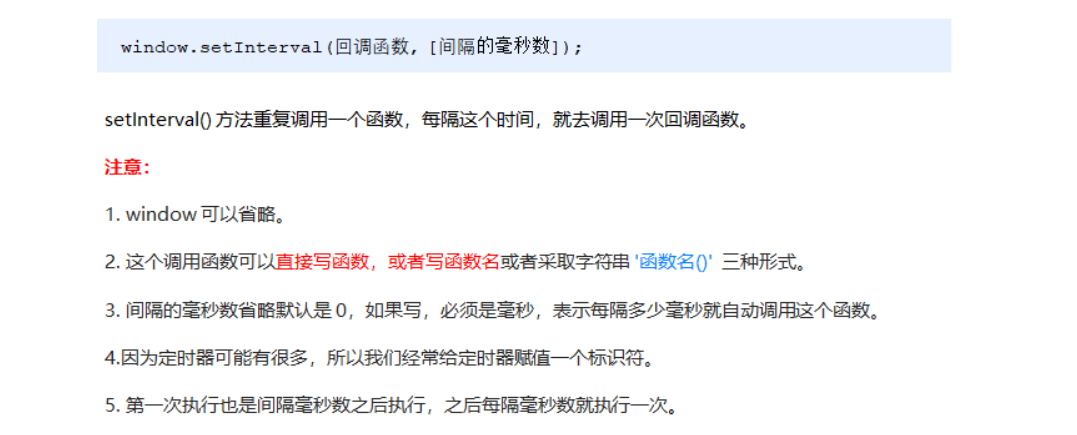 window.setInterval(回调函数, [间隔的毫秒数]);
setInterval() 方法重复调用一个函数，每隔这个时间，就去调用一次回调函数。
注意：
1. window 可以省略。
2. 这个调用函数可以直接写函数，或者写函数名或者采取字符串 '函数名()' 三种形式。
3. 间隔的毫秒数省略默认是 0，如果写，必须是毫秒，表示每隔多少毫秒就自动调用这个函数。
4.因为定时器可能有很多，所以我们经常给定时器赋值一个标识符。
5. 第一次执行也是间隔毫秒数之后执行，之后每隔毫秒数就执行一次。